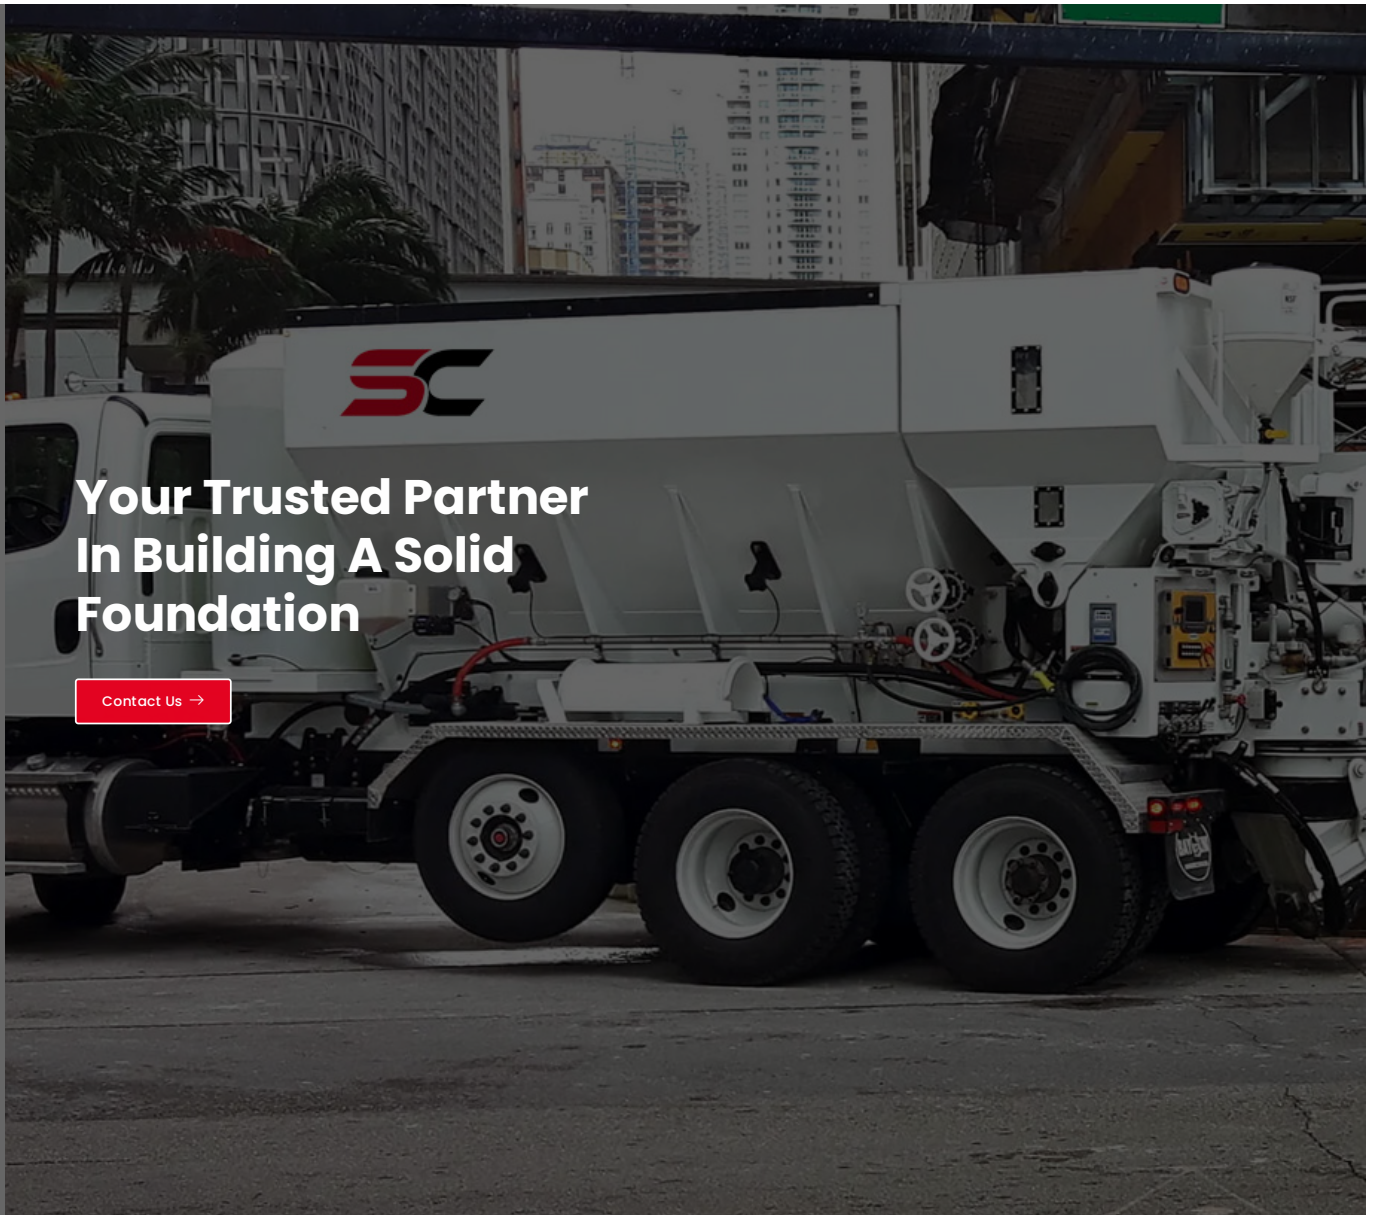 SC
Your Trusted Partner
In Building A Solid
Foundation
Contact Us →